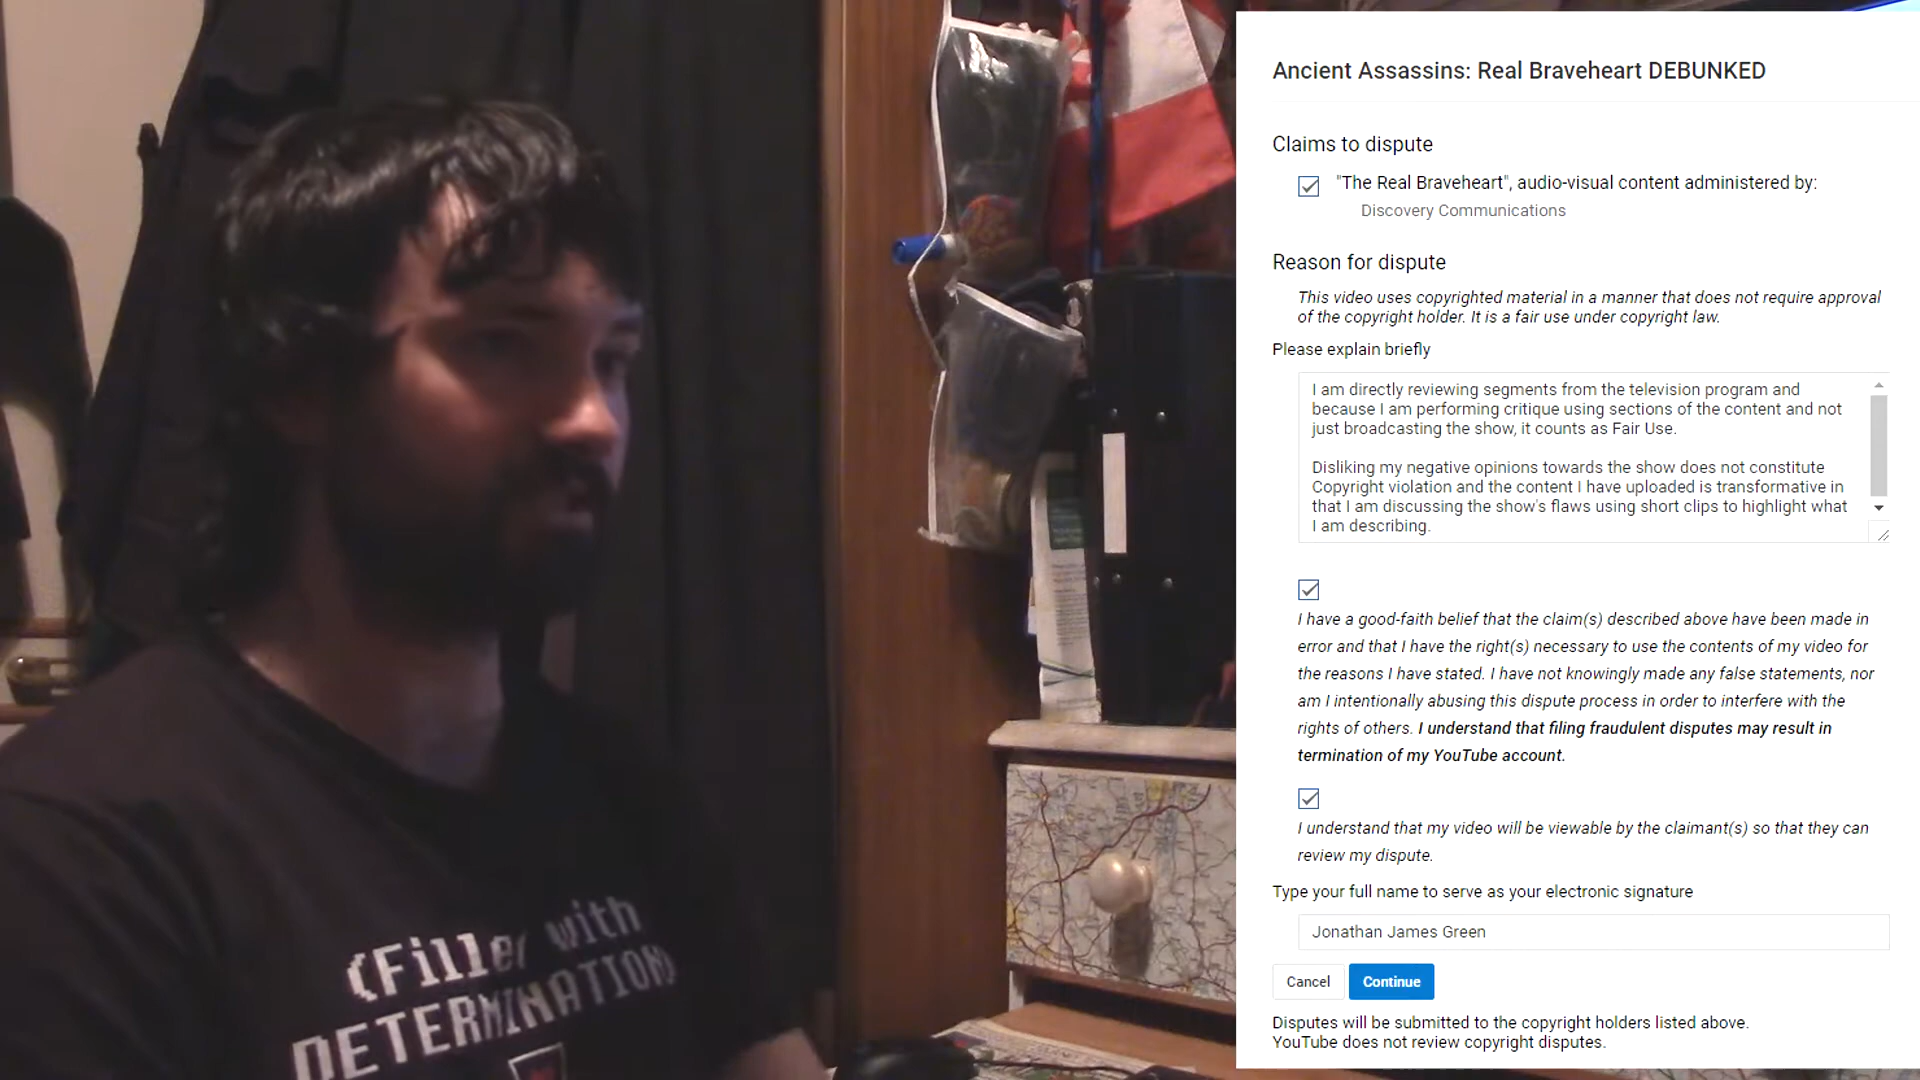 Ancient Assassins: Real Braveheart DEBUNKED
Claims to dispute
"The Real Braveheart", audio-visual content administered by:
Discovery Communications
Reason for dispute
This video uses copyrighted material in a manner that does not require approval
of the copyright holder. It is a fair use under copyright law.
Please explain briefly
I am directly reviewing segments from the television program and
because I am performing critique using sections of the content and not
just broadcasting the show, it counts as Fair Use.
Disliking my negative opinions towards the show does not constitute
Copyright violation and the content I have uploaded is transformative in
that I am discussing the show's flaws using short clips to highlight what
I am describing.
I have a good-faith belief that the claim(s) described above have been made in
error and that I have the right(s) necessary to use the contents of my video for
the reasons I have stated. I have not knowingly made any false statements, nor
am I intentionally abusing this dispute process in order to interfere with the
rights of others. I understand that filing fraudulent disputes may result in
termination of my YouTube account.
I understand that my video will be viewable by the claimant(s) so that they can
review my dispute.
Type your full name to serve as your electronic signature
Jonathan James Green
Cancel Continue
Disputes will be submitted to the copyright holders listed above.
YouTube does not review copyright disputes.
(Filled with
DETERMINATION)